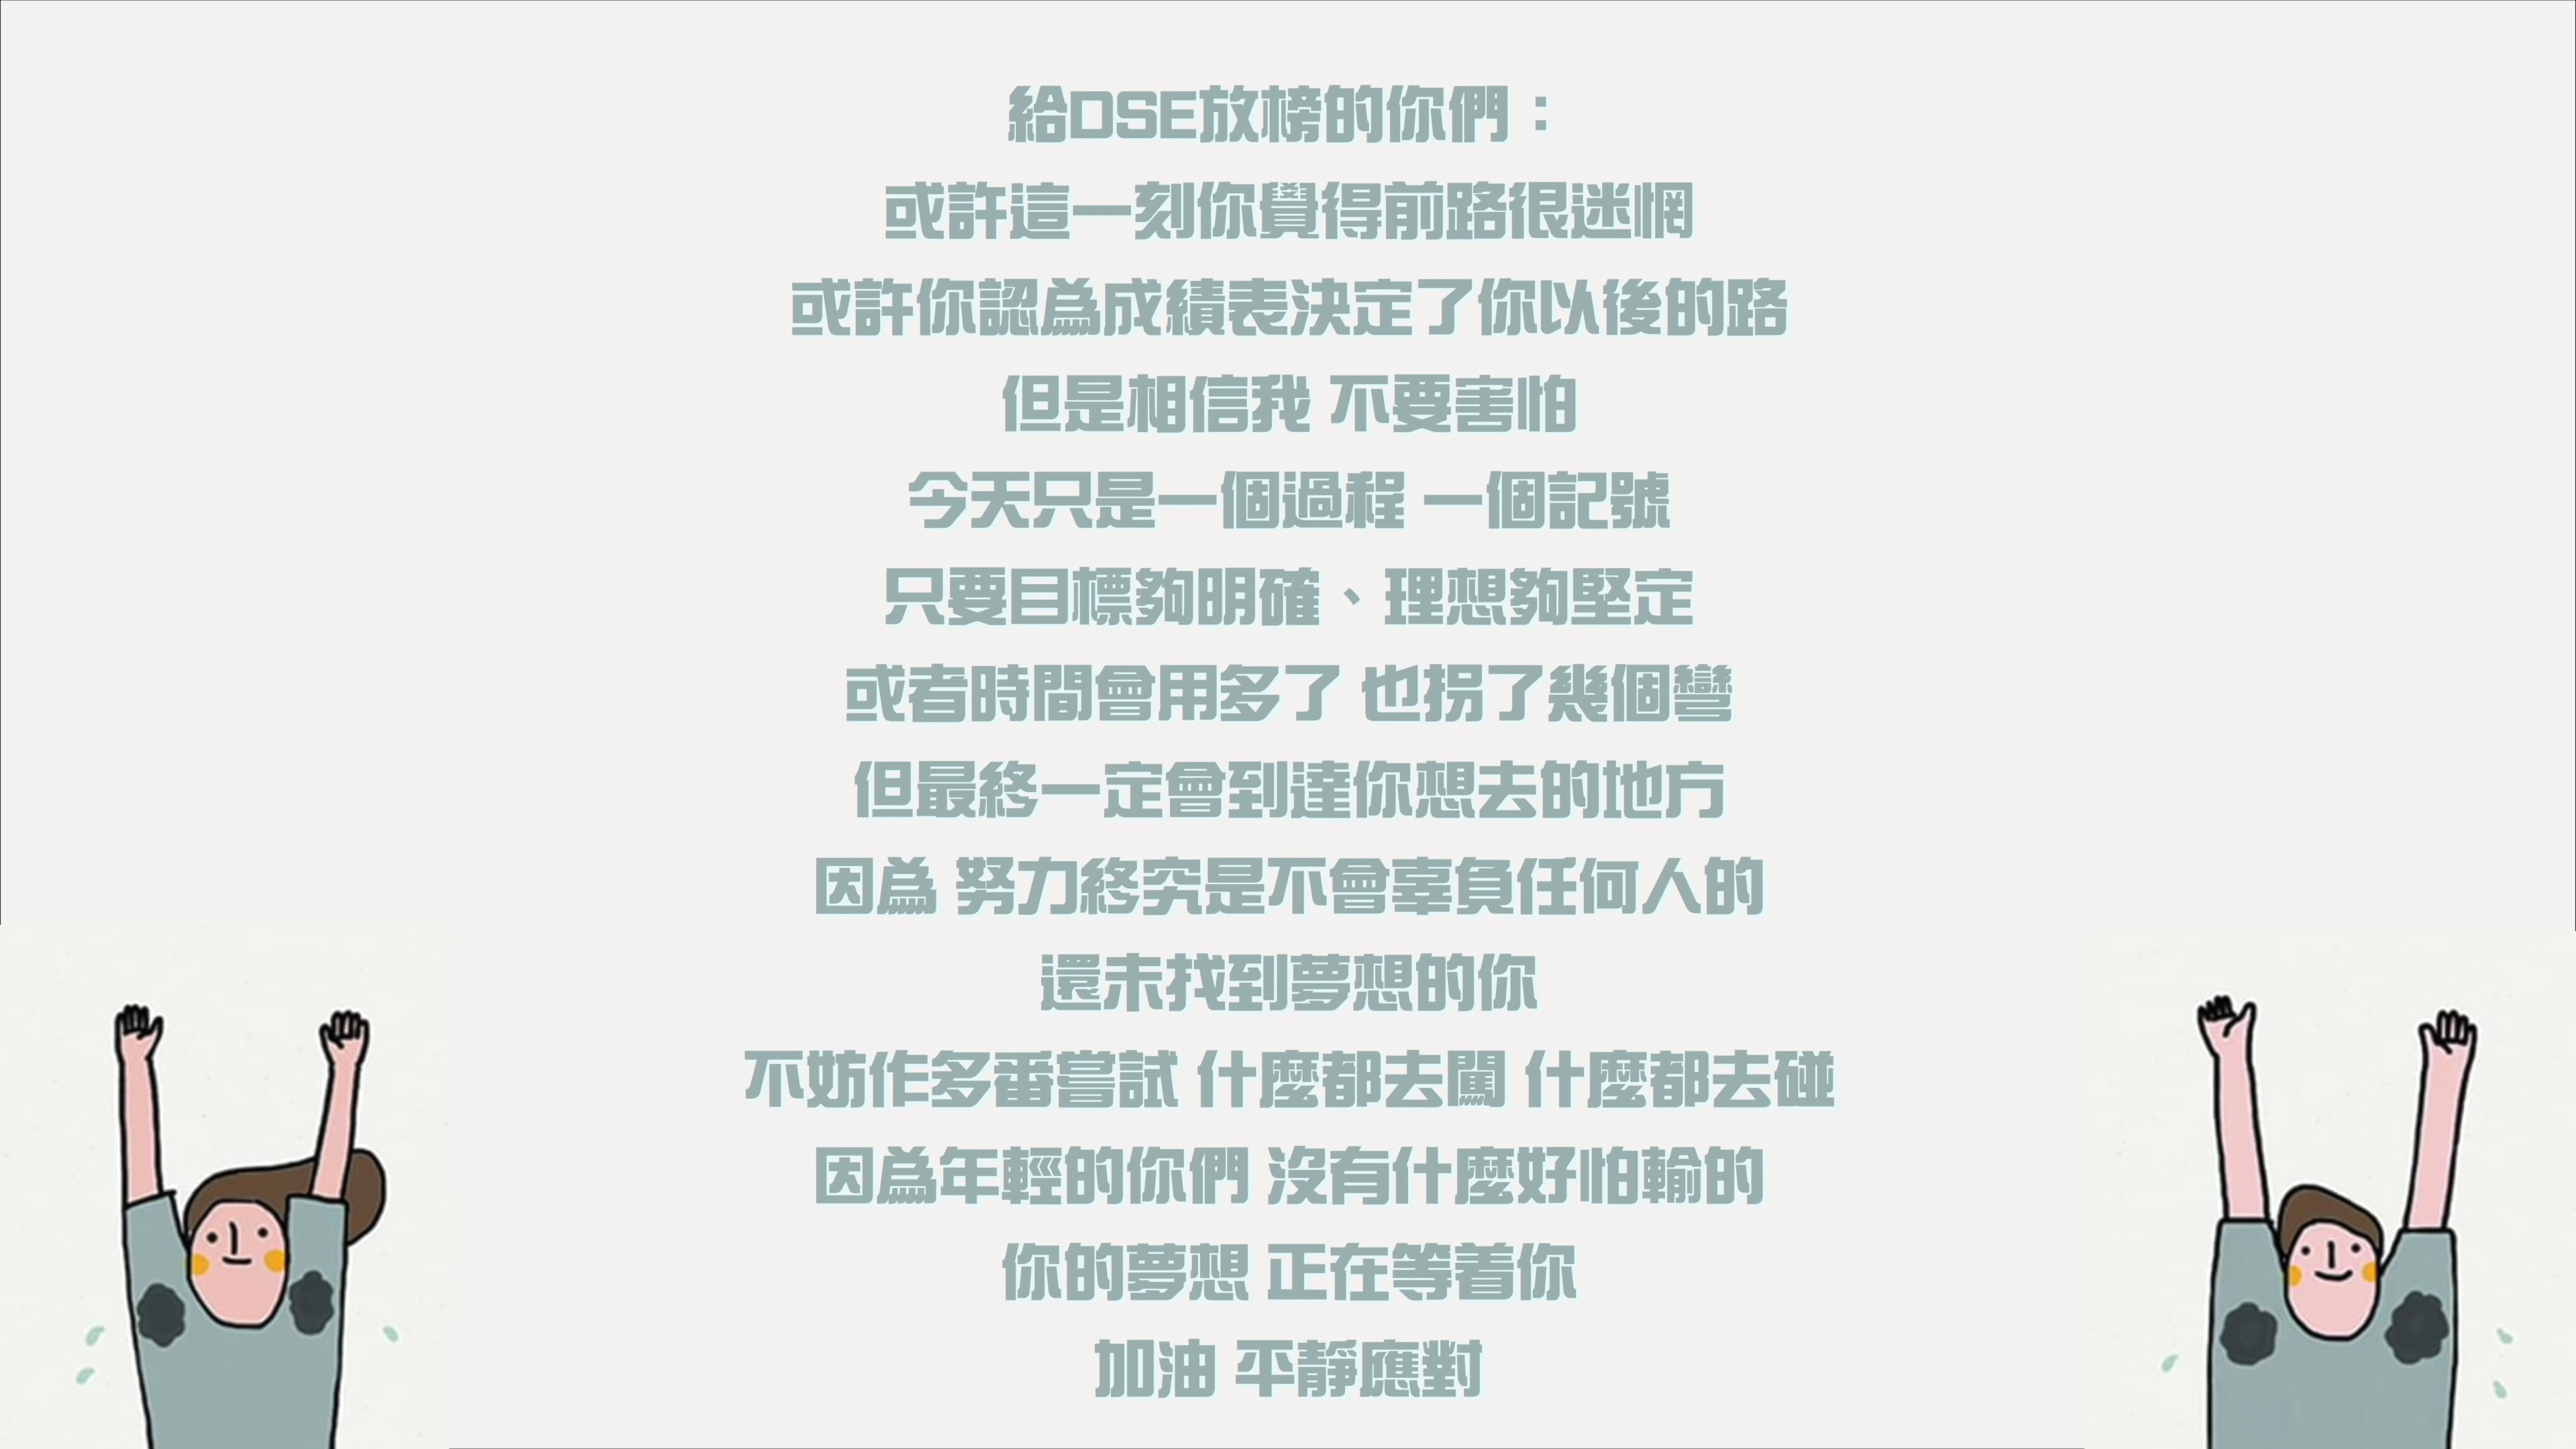 給DSE放榜的你們：
或許這一刻你覺得前路很迷惘
或許你認為成績表決定了你以後的路
但是相信我 不要害怕
今天只是一個過程 一個記號
只要目標夠明確、理想夠堅定
或者時間會用多了 也拐了幾個彎
但最終一定會到達你想去的地方
因為 努力終究是不會辜負任何人的
還未找到夢想的你
不妨作多番嘗試 什麼都去闖 什麼都去碰
因為年輕的你們 沒有什麼好怕輸的
你的夢想 正在等着你
加油 平靜應對